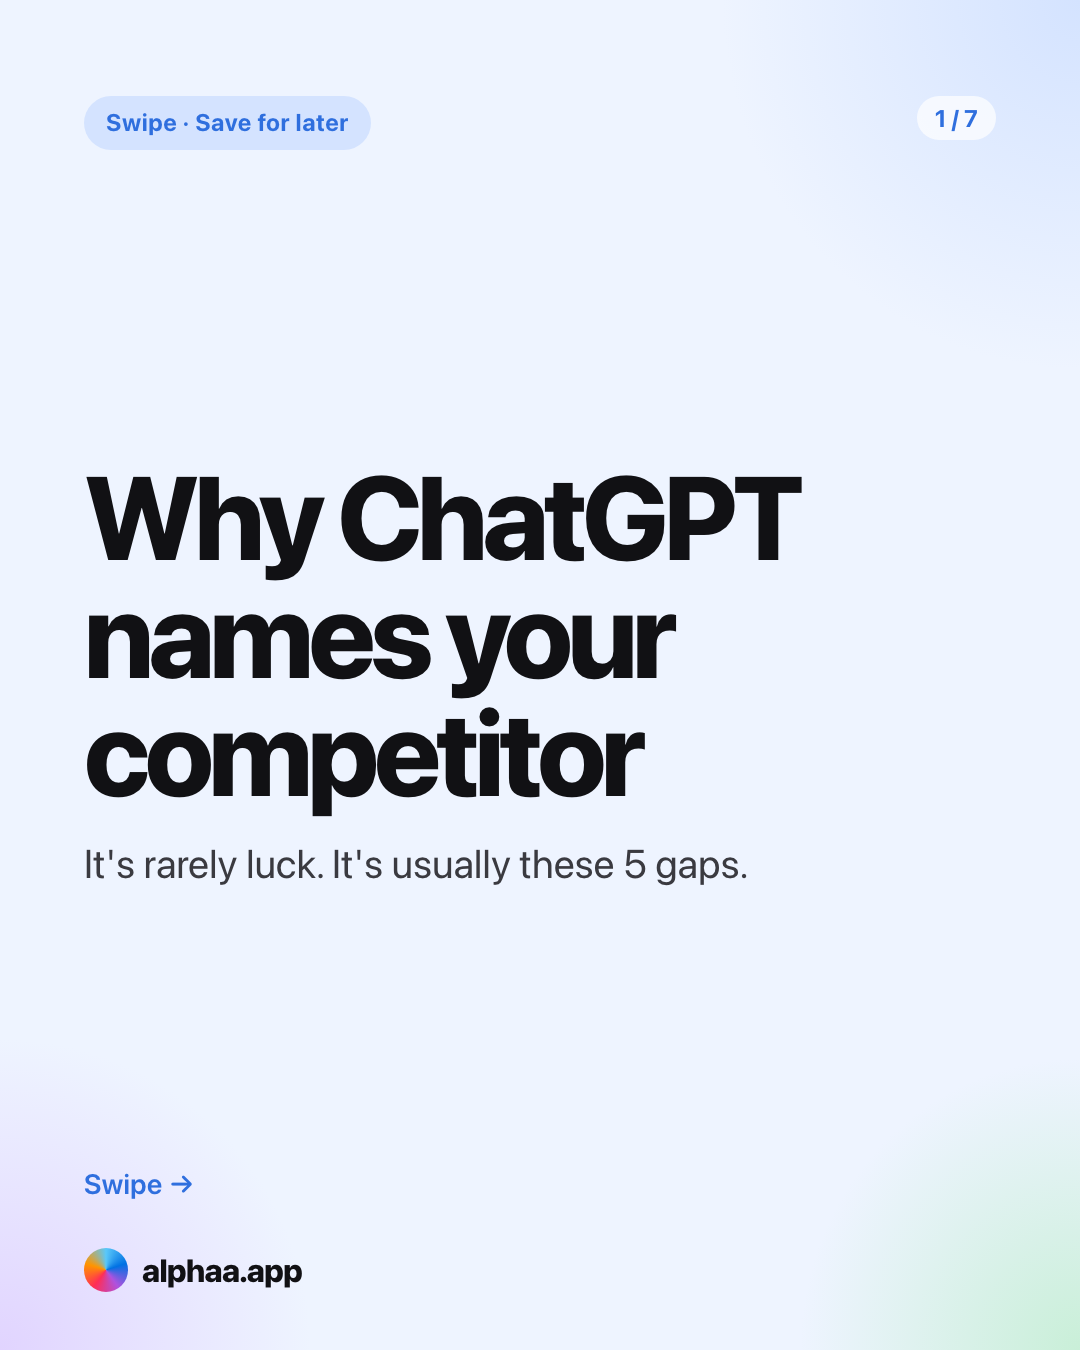 Swipe · Save for later
1 / 7
Why ChatGPT
names your
competitor
It's rarely luck. It's usually these 5 gaps.
Swipe →
alphaa.app